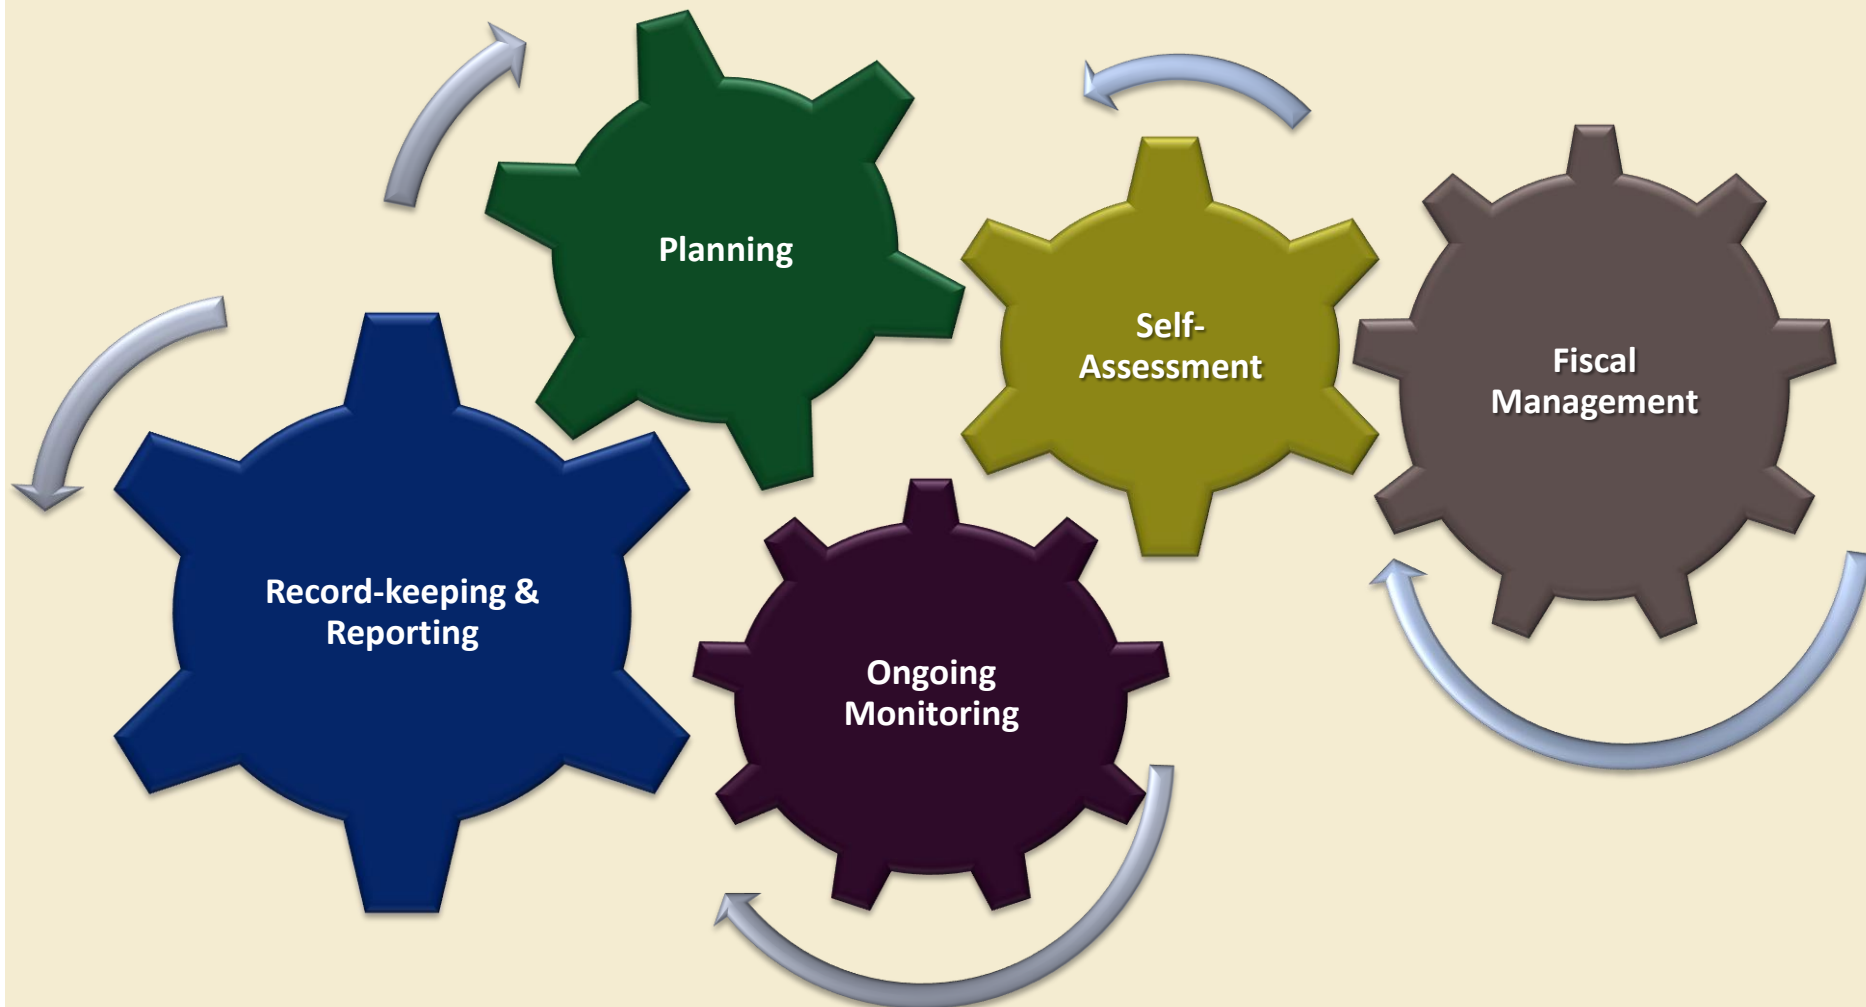 Planning
Self-
Assessment
Fiscal
Management
Record-keeping &
Reporting
Ongoing
Monitoring